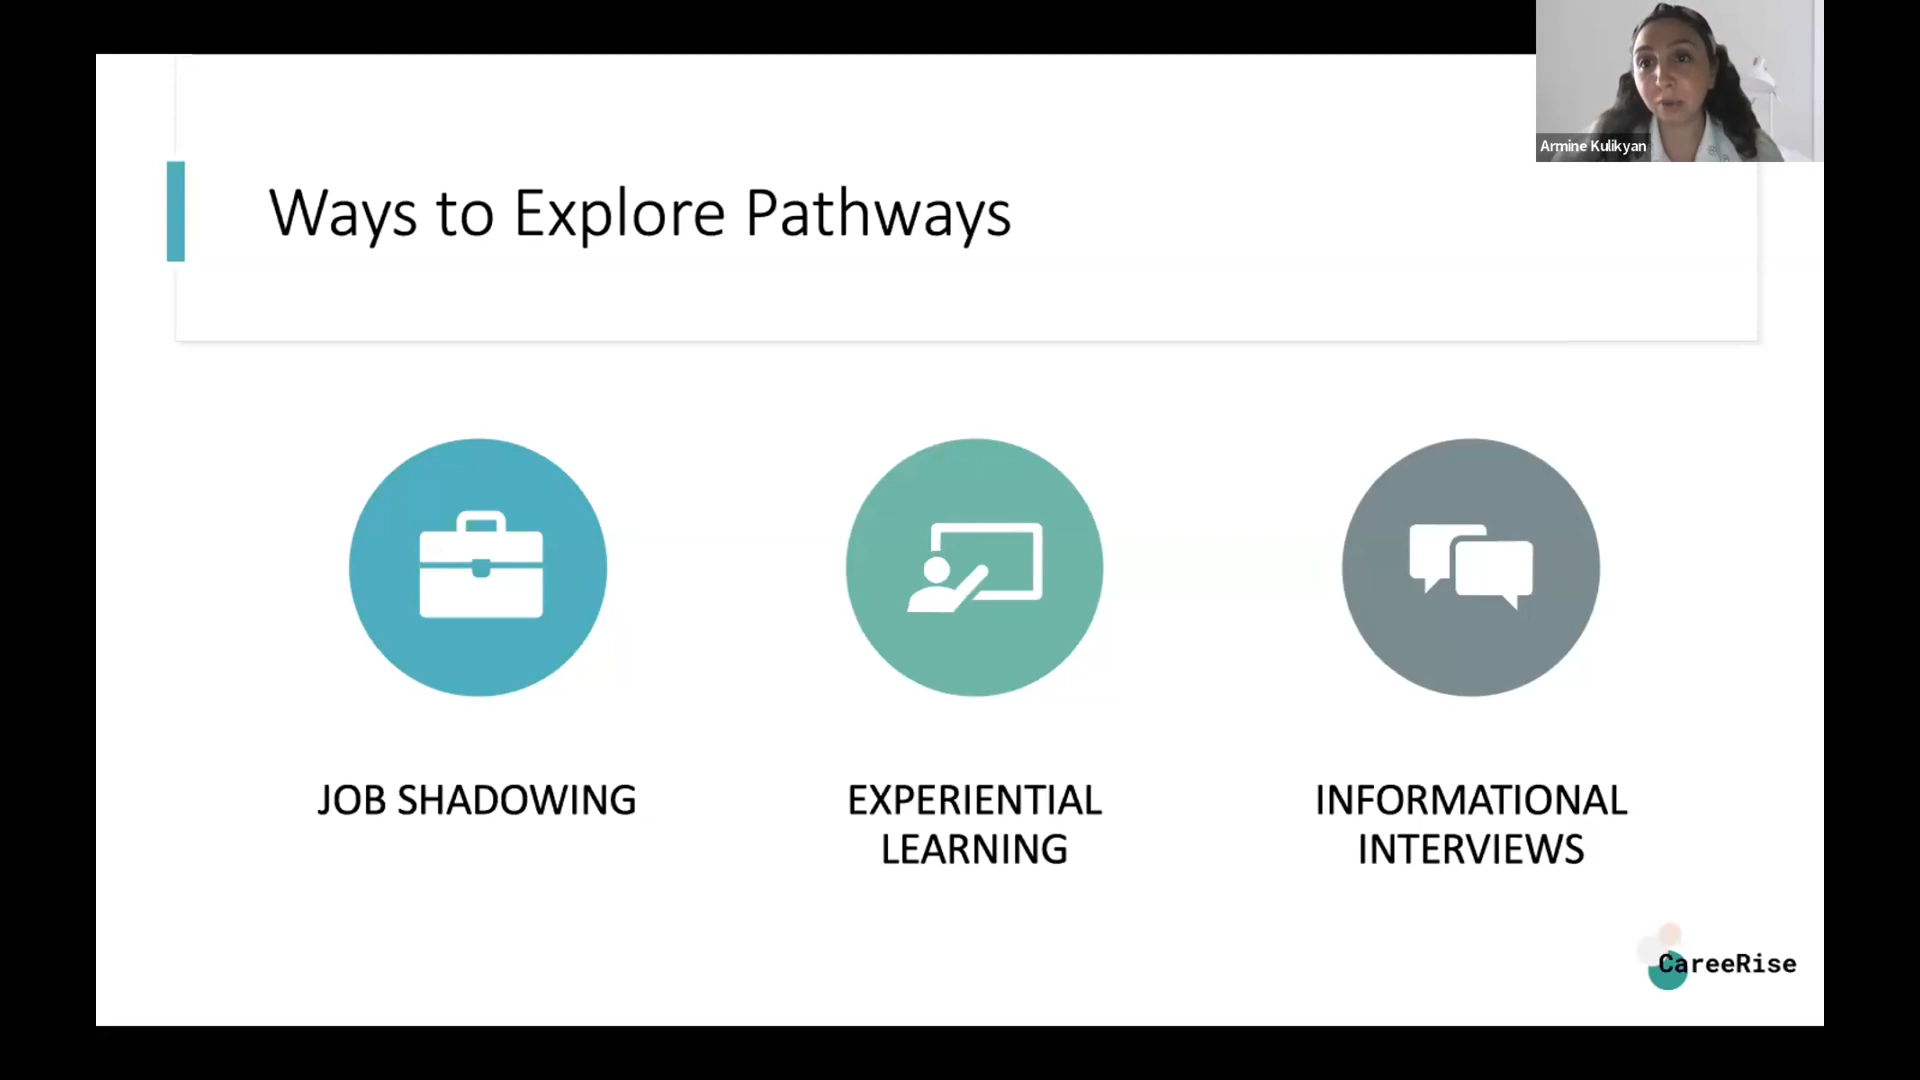 Armine Kulikyan
Ways to Explore Pathways
JOB SHADOWING
EXPERIENTIAL
LEARNING
INFORMATIONAL
INTERVIEWS
CareeRise